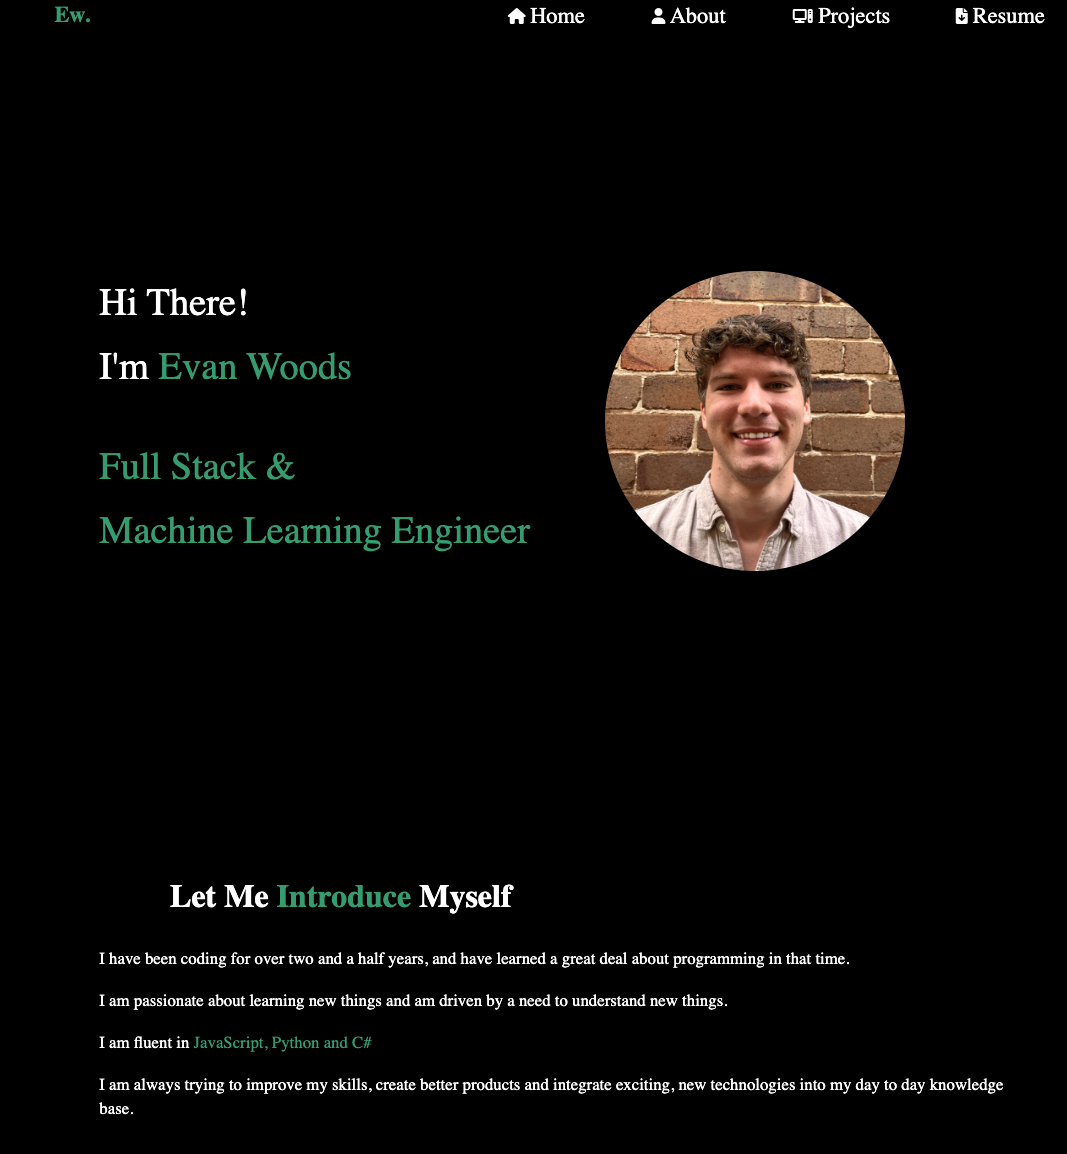 Ew.
Home About Projects Resume
Hi There!
I'm Evan Woods
Full Stack &
Machine Learning Engineer
Let Me Introduce Myself
I have been coding for over two and a half years, and have learned a great deal about programming in that time.
I am passionate about learning new things and am driven by a need to understand new things.
I am fluent in JavaScript, Python and C#
I am always trying to improve my skills, create better products and integrate exciting, new technologies into my day to day knowledge
base.